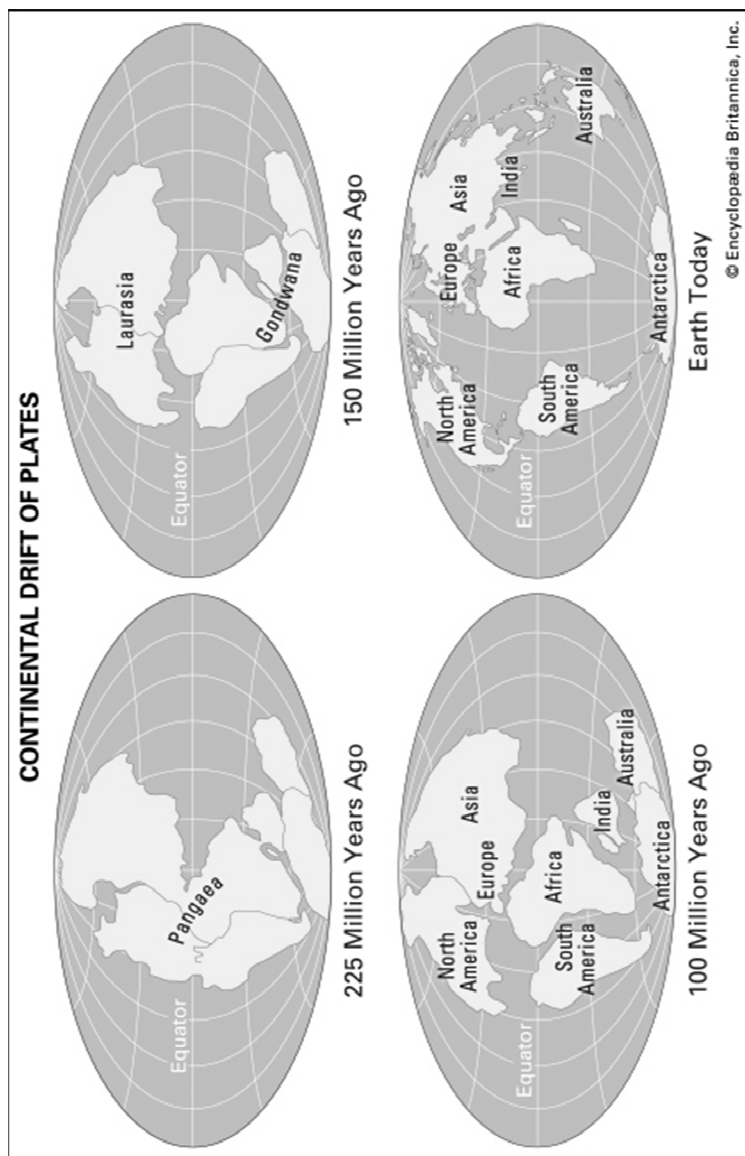 CONTINENTAL DRIFT OF PLATES
Equator
Pangaea
225 Million Years Ago
Equator
Laurasia
Gondwana
150 Million Years Ago
Equator
North
America
Europe
Asia
South
America
Africa
India
Australia
Antarctica
100 Million Years Ago
Equator
North
America
Europe
Asia
South
America
Africa
India
Australia
Antarctica
Earth Today
© Encyclopædia Britannica, Inc.